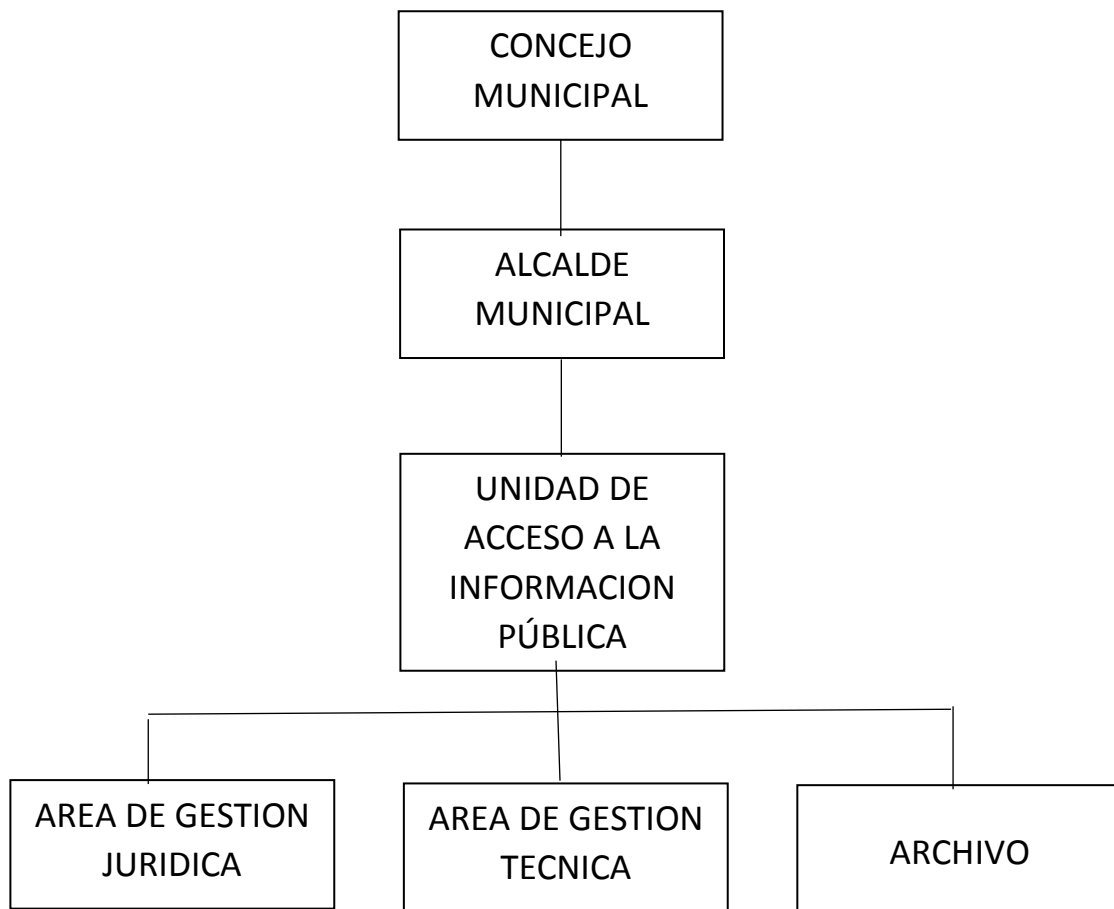 CONCEJO
MUNICIPAL
ALCALDE
MUNICIPAL
UNIDAD DE
ACCESO A LA
INFORMACION
PÚBLICA
AREA DE GESTION
JURIDICA
AREA DE GESTION
TECNICA
ARCHIVO